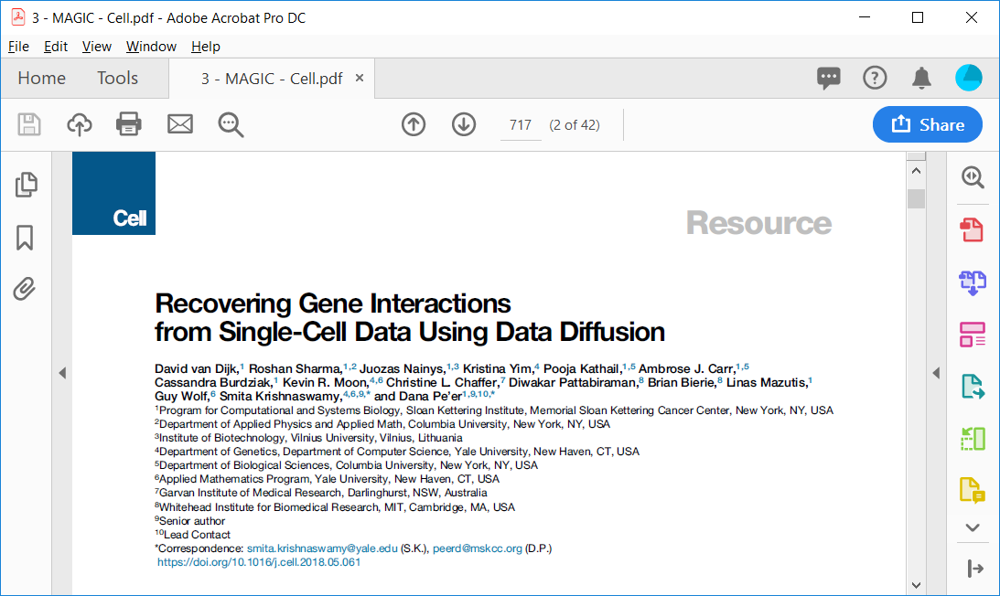 3 - MAGIC - Cell.pdf - Adobe Acrobat Pro DC
File Edit View Window Help
Home Tools 3 - MAGIC - Cell.pdf ×
717 (2 of 42) Share
Cell
Resource
Recovering Gene Interactions
from Single-Cell Data Using Data Diffusion
David van Dijk,1 Roshan Sharma,1,2 Juozas Nainys,1,3 Kristina Yim,4 Pooja Kathail,1,5 Ambrose J. Carr,1,5
Cassandra Burdziak,1 Kevin R. Moon,4,6 Christine L. Chaffer,7 Diwakar Pattabiraman,8 Brian Bierie,8 Linas Mazutis,1
Guy Wolf,6 Smita Krishnaswamy,4,6,9,* and Dana Pe'er1,9,10,*
1Program for Computational and Systems Biology, Sloan Kettering Institute, Memorial Sloan Kettering Cancer Center, New York, NY, USA
2Department of Applied Physics and Applied Math, Columbia University, New York, NY, USA
3Institute of Biotechnology, Vilnius University, Vilnius, Lithuania
4Department of Genetics, Department of Computer Science, Yale University, New Haven, CT, USA
5Department of Biological Sciences, Columbia University, New York, NY, USA
6Applied Mathematics Program, Yale University, New Haven, CT, USA
7Garvan Institute of Medical Research, Darlinghurst, NSW, Australia
8Whitehead Institute for Biomedical Research, MIT, Cambridge, MA, USA
9Senior author
10Lead Contact
*Correspondence: smita.krishnaswamy@yale.edu (S.K.), peerd@mskcc.org (D.P.)
https://doi.org/10.1016/j.cell.2018.05.061